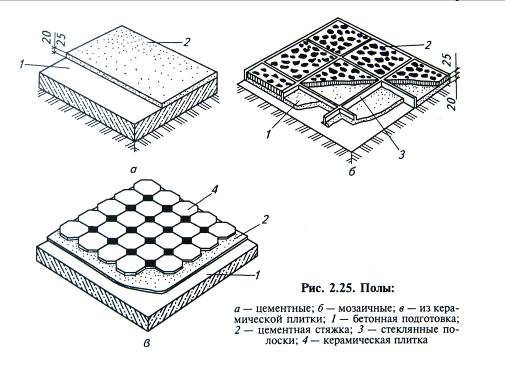 20
25
2
1
а
2
25
20
1
3
б
4
2
1
в
Рис. 2.25. Полы:
а — цементные; б — мозаичные; в — из кера-
мической плитки; 1 — бетонная подготовка;
2 — цементная стяжка; 3 — стеклянные по-
лоски; 4 — керамическая плитка